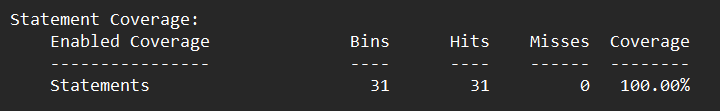 Statement Coverage:
    Enabled Coverage              Bins      Hits    Misses  Coverage
    ----------------              ----      ----    ------  --------
    Statements                      31        31         0   100.00%